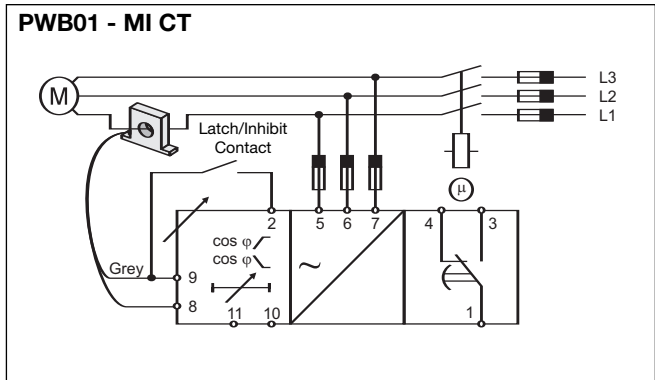 PWB01 - MI CT
L3
M
L2
L1
Latch/Inhibit
Contact
µ
2
5
6
7
4
3
cos φ
cos φ
~
Grey
9
8
11
10
1